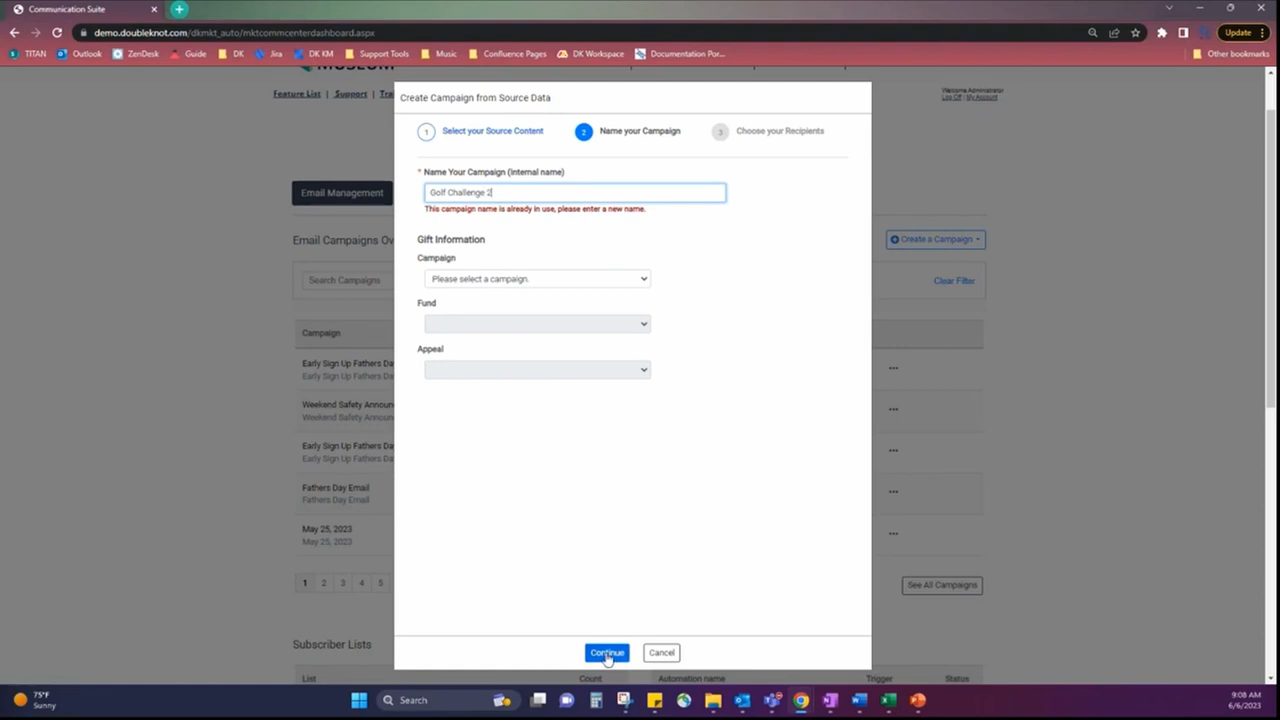 Communication Suite
demo.doubleknot.com/dkmkt_auto/mktcommcenterdashboard.aspx
Update
TITAN Outlook ZenDesk Guide DK Jira DK KM Support Tools Music Confluence Pages DK Workspace Documentation Por... Other bookmarks
Feature List Support Tra
Welcome Administrator
Log Off | My Account
Create Campaign from Source Data
1 Select your Source Content 2 Name your Campaign 3 Choose your Recipients
* Name Your Campaign (Internal name)
Golf Challenge 2
This campaign name is already in use, please enter a new name.
Gift Information
Campaign
Please select a campaign.
Fund
Appeal
Continue Cancel
Email Management
Email Campaigns Ov
Create a Campaign
Search Campaigns
Clear Filter
Campaign
Early Sign Up Fathers Da
Early Sign Up Fathers Day
Weekend Safety Announ
Weekend Safety Announc
Early Sign Up Fathers Da
Early Sign Up Fathers Day
Fathers Day Email
Fathers Day Email
May 25, 2023
May 25, 2023
1 2 3 4 5
See All Campaigns
Subscriber Lists
List Count Automation name Trigger Status
75°F
Sunny
Search
9:08 AM
6/6/2023